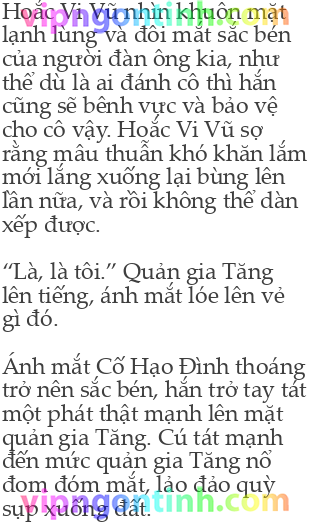 Hoắc Vi Vũ nhìn khuôn mặt
lạnh lùng và đôi mắt sắc bén
của người đàn ông kia, như
thể dù là ai đánh cô thì hắn
cũng sẽ bênh vực và bảo vệ
cho cô vậy. Hoắc Vi Vũ sợ
rằng mâu thuẫn khó khăn lắm
mới lắng xuống lại bùng lên
lần nữa, và rồi không thể dàn
xếp được.
“Là, là tôi.” Quản gia Tăng
lên tiếng, ánh mắt lóe lên vẻ
gì đó.
Ánh mắt Cố Hạo Đình thoáng
trở nên sắc bén, hắn trở tay tát
một phát thật mạnh lên mặt
quản gia Tăng. Cú tát mạnh
đến mức quản gia Tăng nổ
đom đóm mắt, lảo đảo quỳ
sụp xuống đất.
vipngontinh.com
vipngontinh.com